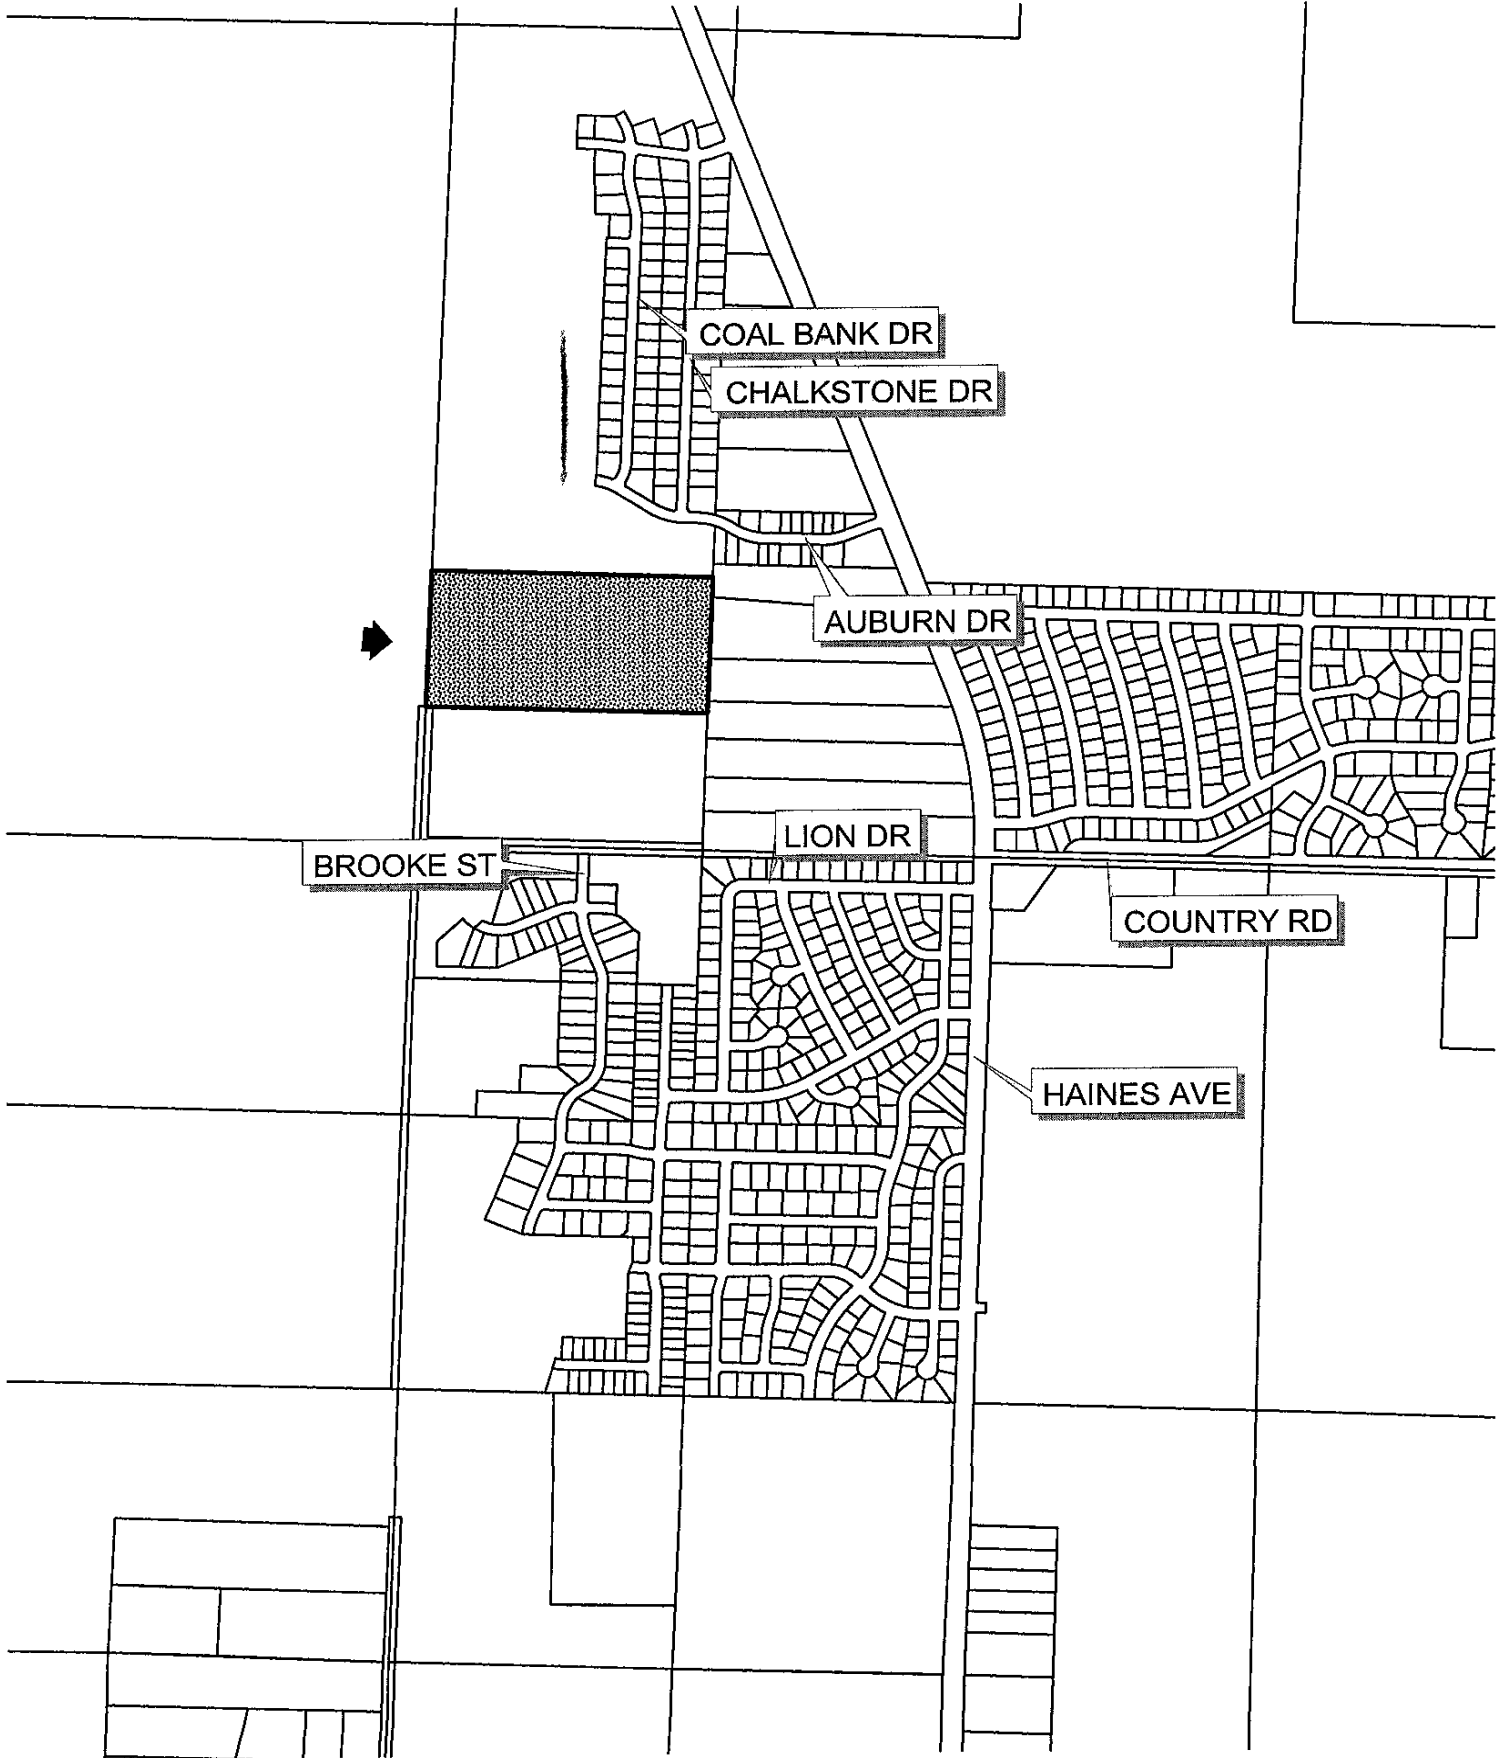 COAL BANK DR
CHALKSTONE DR
AUBURN DR
LION DR
BROOKE ST
COUNTRY RD
HAINES AVE